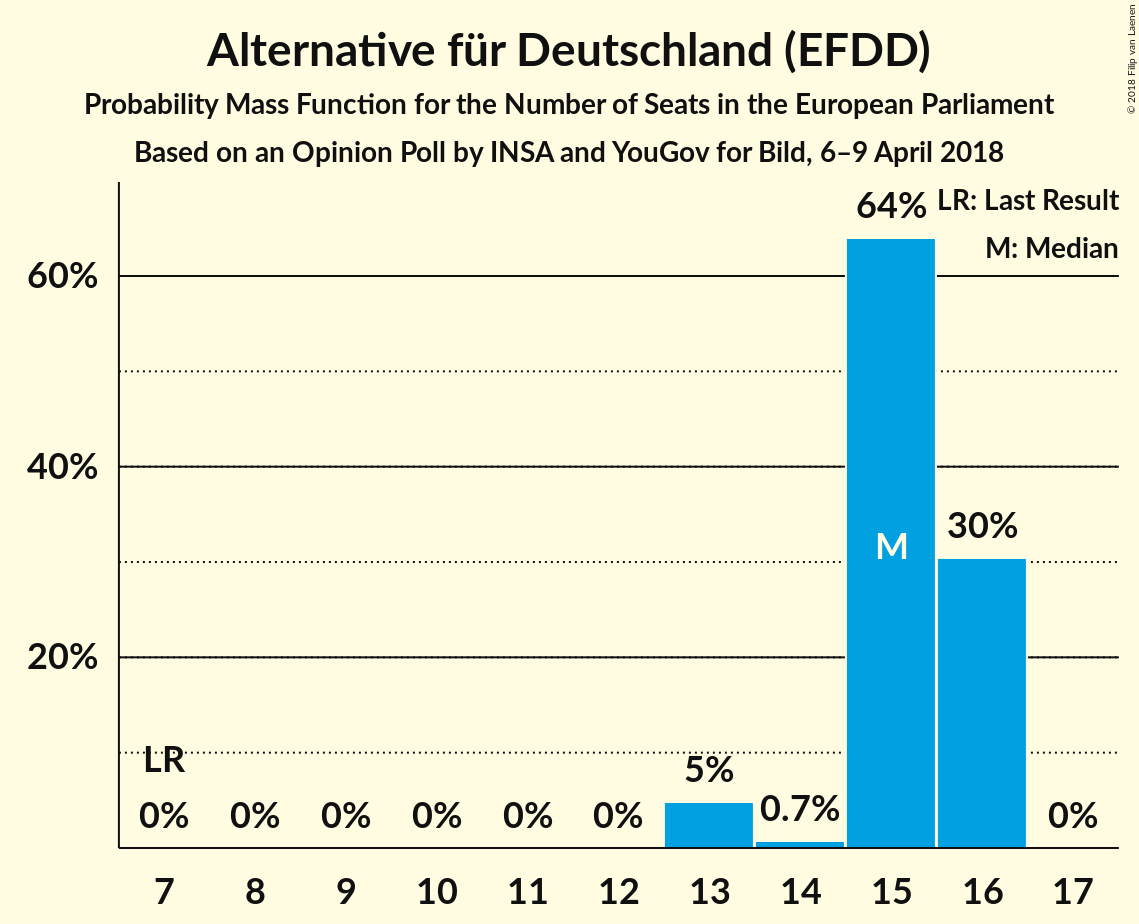 Alternative für Deutschland (EFDD)
Probability Mass Function for the Number of Seats in the European Parliament
Based on an Opinion Poll by INSA and YouGov for Bild, 6–9 April 2018
© 2018 Filip van Laenen
64% LR: Last Result
M: Median
60%
40%
30%
M
20%
LR
5%
0.7%
0% 0% 0% 0% 0% 0% 0%
7 8 9 10 11 12 13 14 15 16 17